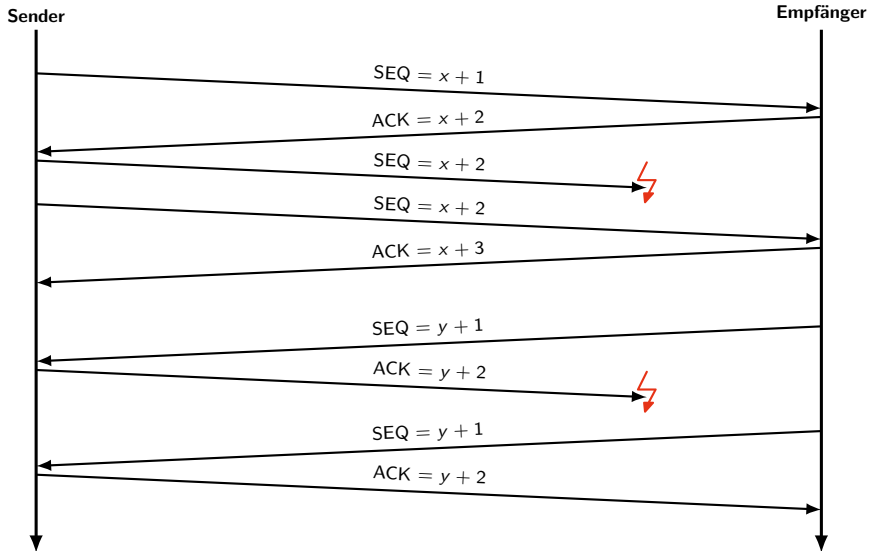 Sender
Empfänger
SEQ = x + 1
ACK = x + 2
SEQ = x + 2
SEQ = x + 2
ACK = x + 3
SEQ = y + 1
ACK = y + 2
SEQ = y + 1
ACK = y + 2